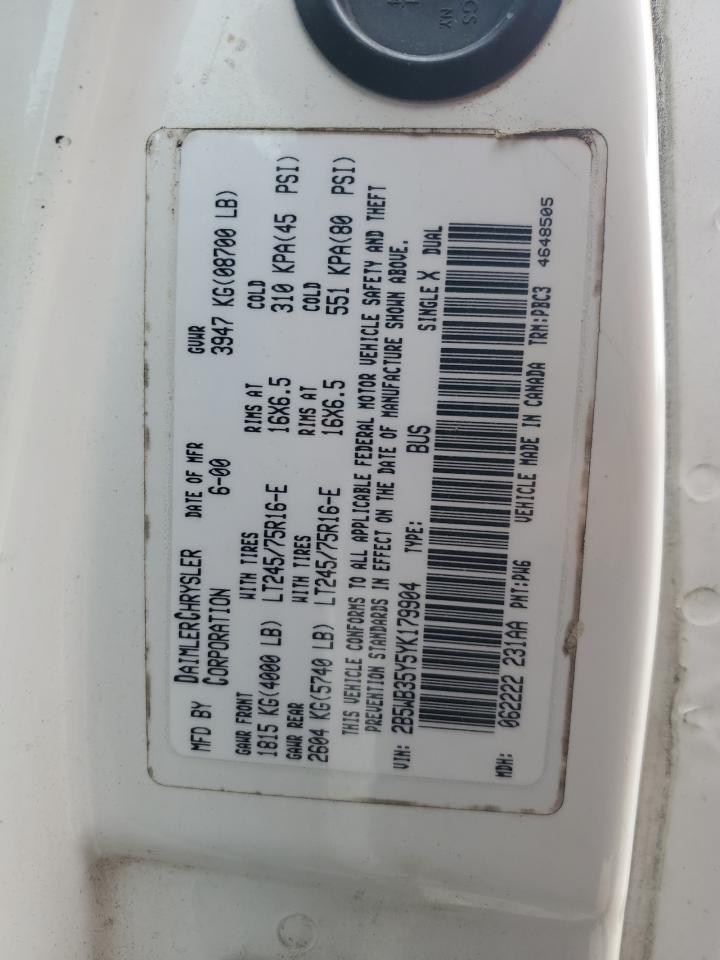 GS
NY
MFD BY DAIMLERCHRYSLER CORPORATION DATE OF MFR 6-00 GVWR 3947 KG(08700 LB)
GAWR FRONT WITH TIRES RIMS AT COLD
1815 KG(4000 LB) LT245/75R16-E 16X6.5 310 KPA(45 PSI)
GAWR REAR WITH TIRES RIMS AT COLD
2604 KG(5740 LB) LT245/75R16-E 16X6.5 551 KPA(80 PSI)
THIS VEHICLE CONFORMS TO ALL APPLICABLE FEDERAL MOTOR VEHICLE SAFETY AND THEFT
PREVENTION STANDARDS IN EFFECT ON THE DATE OF MANUFACTURE SHOWN ABOVE.
VIN: 2B5WB35Y5YK179904 TYPE: BUS SINGLE X DUAL
MDH: 062222 231AA PNT:PW6 VEHICLE MADE IN CANADA TRM:PBC3 4648505